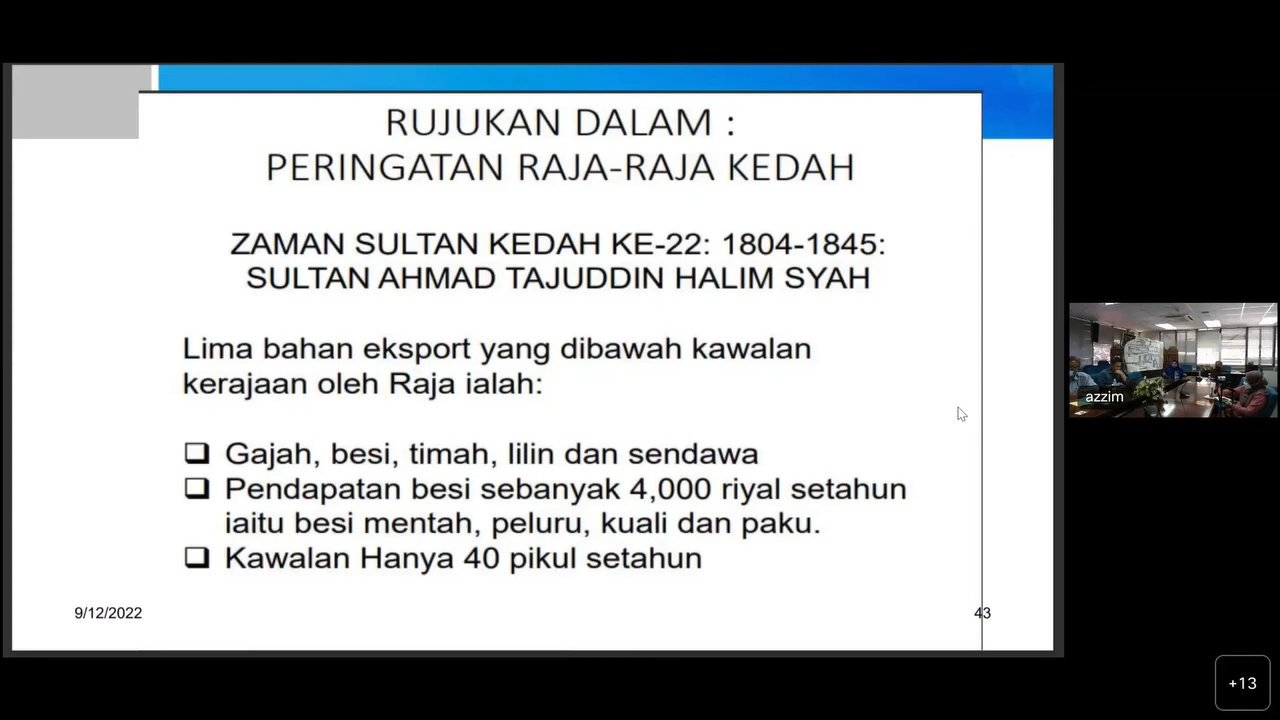 RUJUKAN DALAM :
PERINGATAN RAJA-RAJA KEDAH
ZAMAN SULTAN KEDAH KE-22: 1804-1845:
SULTAN AHMAD TAJUDDIN HALIM SYAH
Lima bahan eksport yang dibawah kawalan
kerajaan oleh Raja ialah:
❑ Gajah, besi, timah, lilin dan sendawa
❑ Pendapatan besi sebanyak 4,000 riyal setahun
iaitu besi mentah, peluru, kuali dan paku.
❑ Kawalan Hanya 40 pikul setahun
9/12/2022
43
azzim
+13